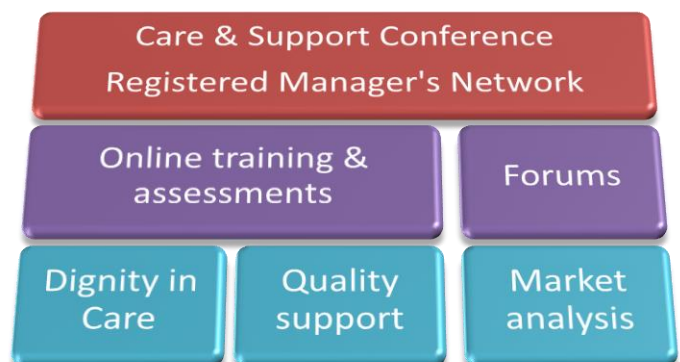 Care & Support Conference
Registered Manager's Network
Online training &
assessments
Forums
Dignity in
Care
Quality
support
Market
analysis